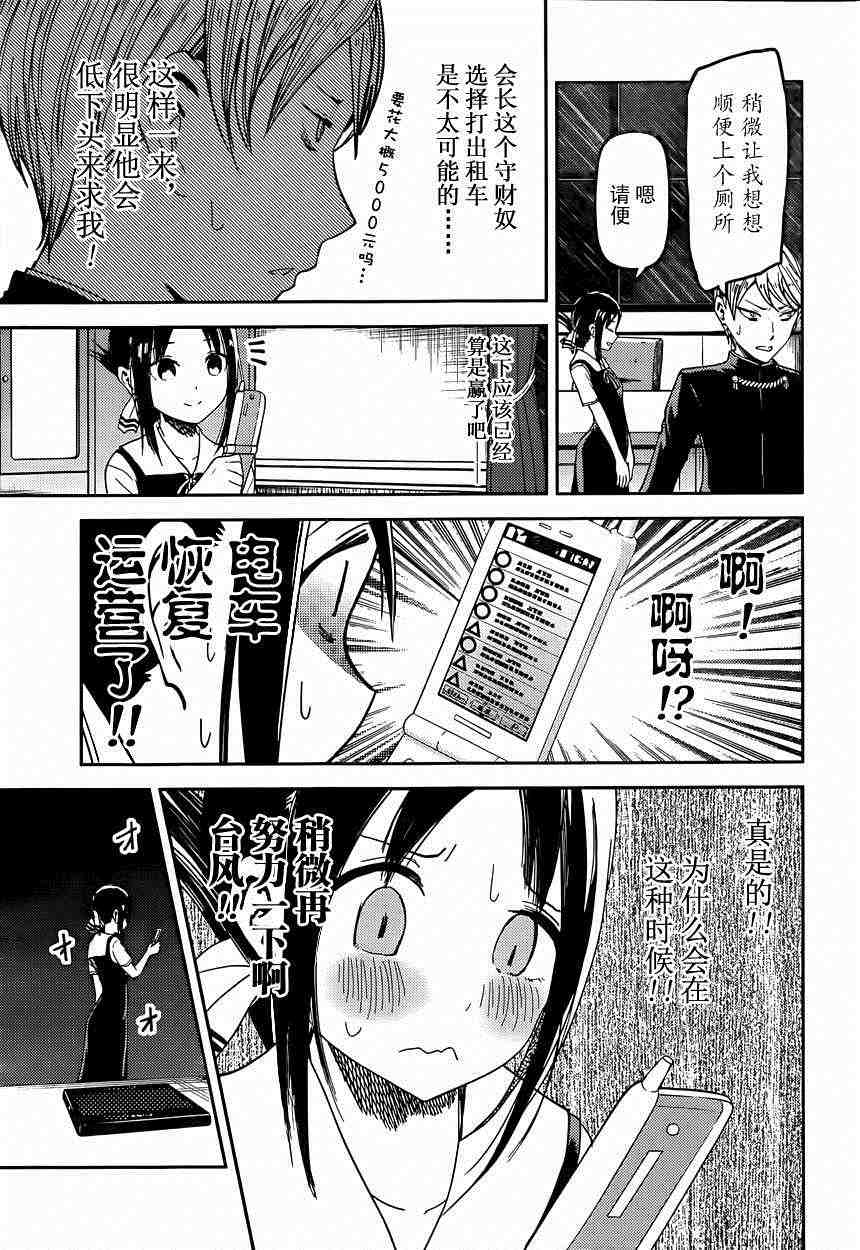 稍微让我想想
顺便上个厕所
嗯
请便
会长这个守财奴
选择打出租车
是不太可能的……
要花大概5000元吗…
这样一来，
很明显他会
低下头来求我！
这下应该已经
算是赢了吧
啊！
啊呀!?
电车
恢复
运营了!!
真是的!!
为什么会在
这种时候!!
稍微再
努力一下啊
台风!!
才
才
才